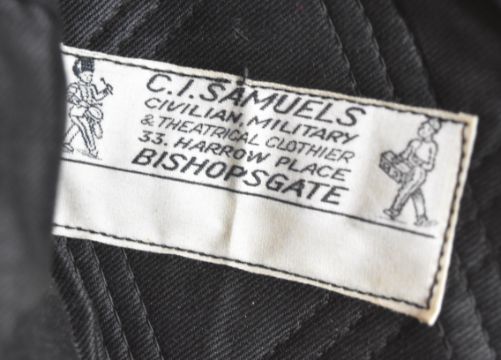 C.I. SAMUELS
CIVILIAN, MILITARY
& THEATRICAL CLOTHIER
33. HARROW PLACE
BISHOPSGATE